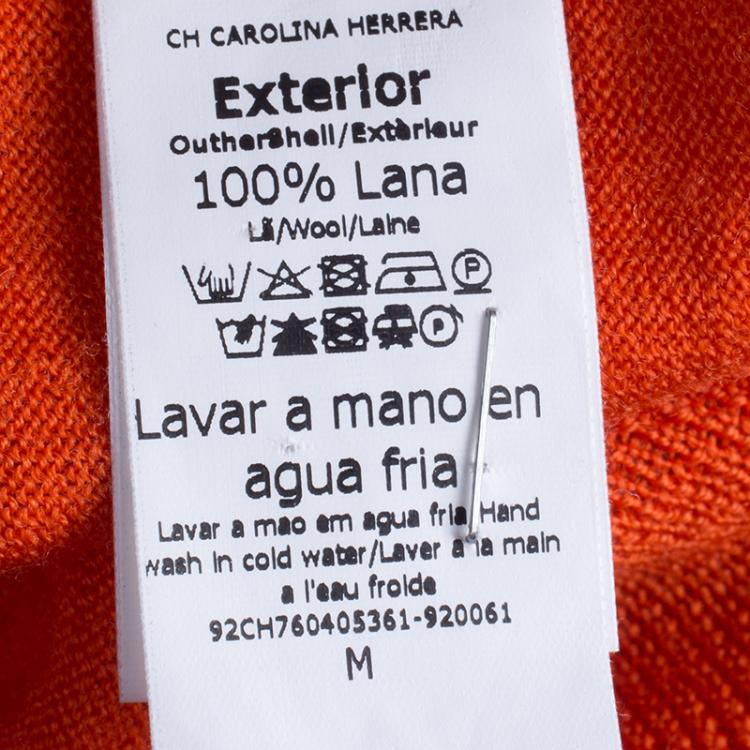 CH CAROLINA HERRERA
Exterior
OutherShell/Extèrieur
100% Lana
Lã/Wool/Laine
P
P
Lavar a mano en
agua fria
Lavar a mao em agua fria/Hand
wash in cold water/Laver a la main
a l'eau froide
92CH760405361-920061
M